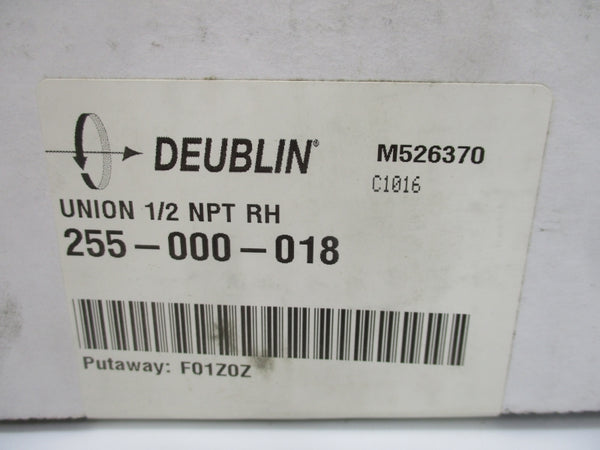 DEUBLIN® M526370
C1016
UNION 1/2 NPT RH
255-000-018
Putaway: F01Z0Z